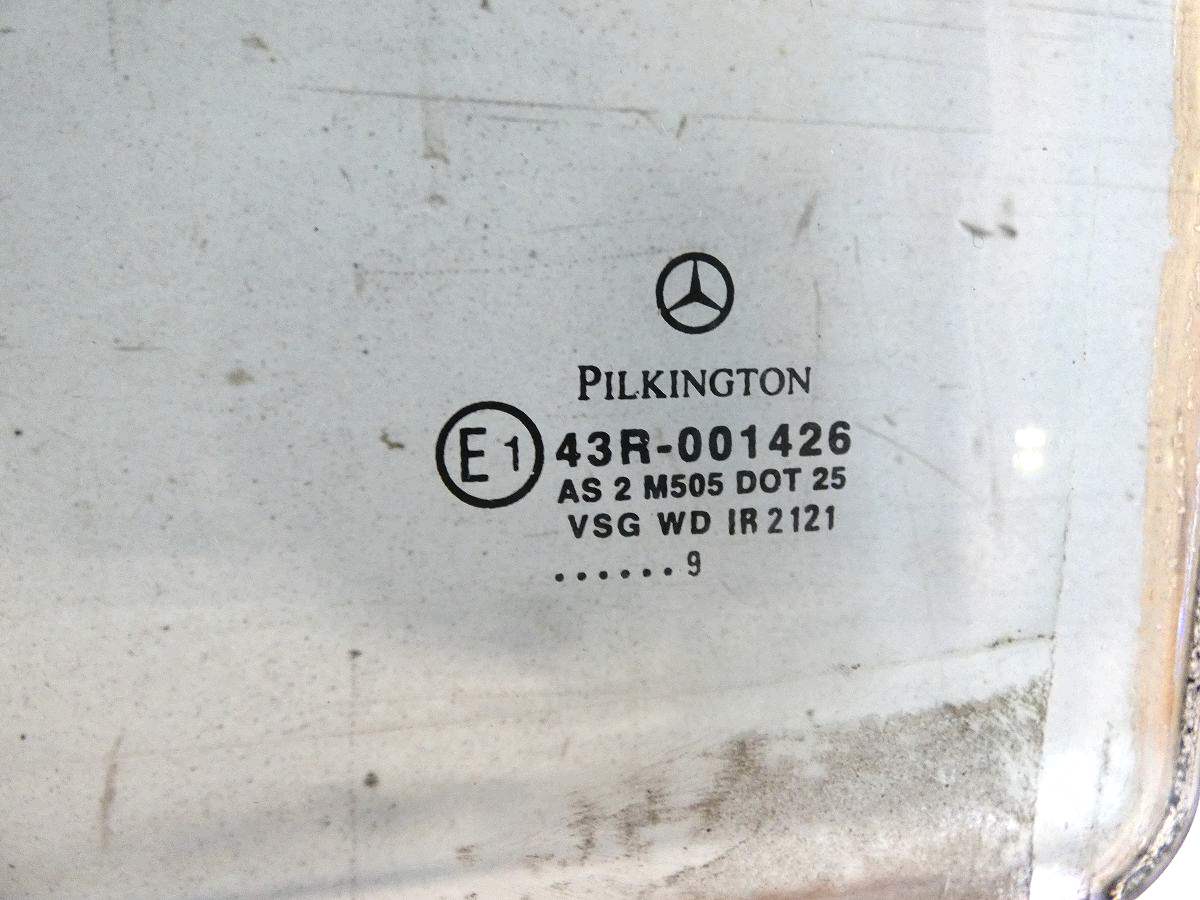 PILKINGTON
E1 43R-001426
AS 2 M505 DOT 25
VSG WD IR 2121
......9